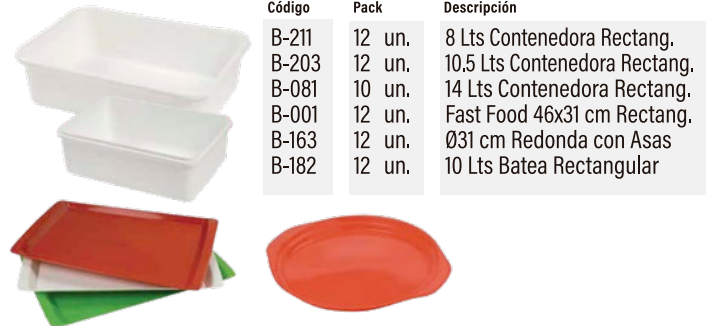 Código Pack Descripción
B-211 12 un. 8 Lts Contenedora Rectang.
B-203 12 un. 10,5 Lts Contenedora Rectang.
B-081 10 un. 14 Lts Contenedora Rectang.
B-001 12 un. Fast Food 46x31 cm Rectang.
B-163 12 un. Ø31 cm Redonda con Asas
B-182 12 un. 10 Lts Batea Rectangular